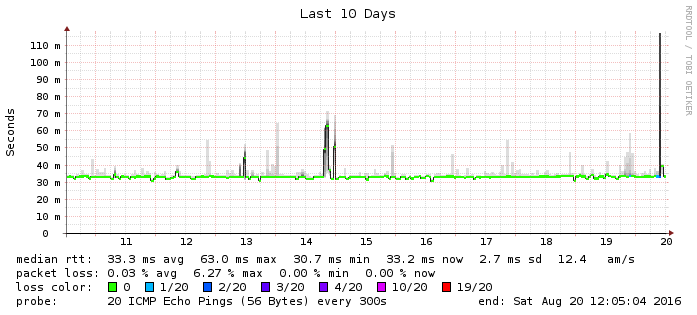 Last 10 Days
RRDTOOL / TOBI OETIKER
Seconds
110 m
100 m
90 m
80 m
70 m
60 m
50 m
40 m
30 m
20 m
10 m
0
11 12 13 14 15 16 17 18 19 20
median rtt: 33.3 ms avg 63.0 ms max 30.7 ms min 33.2 ms now 2.7 ms sd 12.4 am/s
packet loss: 0.03 % avg 6.27 % max 0.00 % min 0.00 % now
loss color: 0 1/20 2/20 3/20 4/20 10/20 19/20
probe: 20 ICMP Echo Pings (56 Bytes) every 300s end: Sat Aug 20 12:05:04 2016